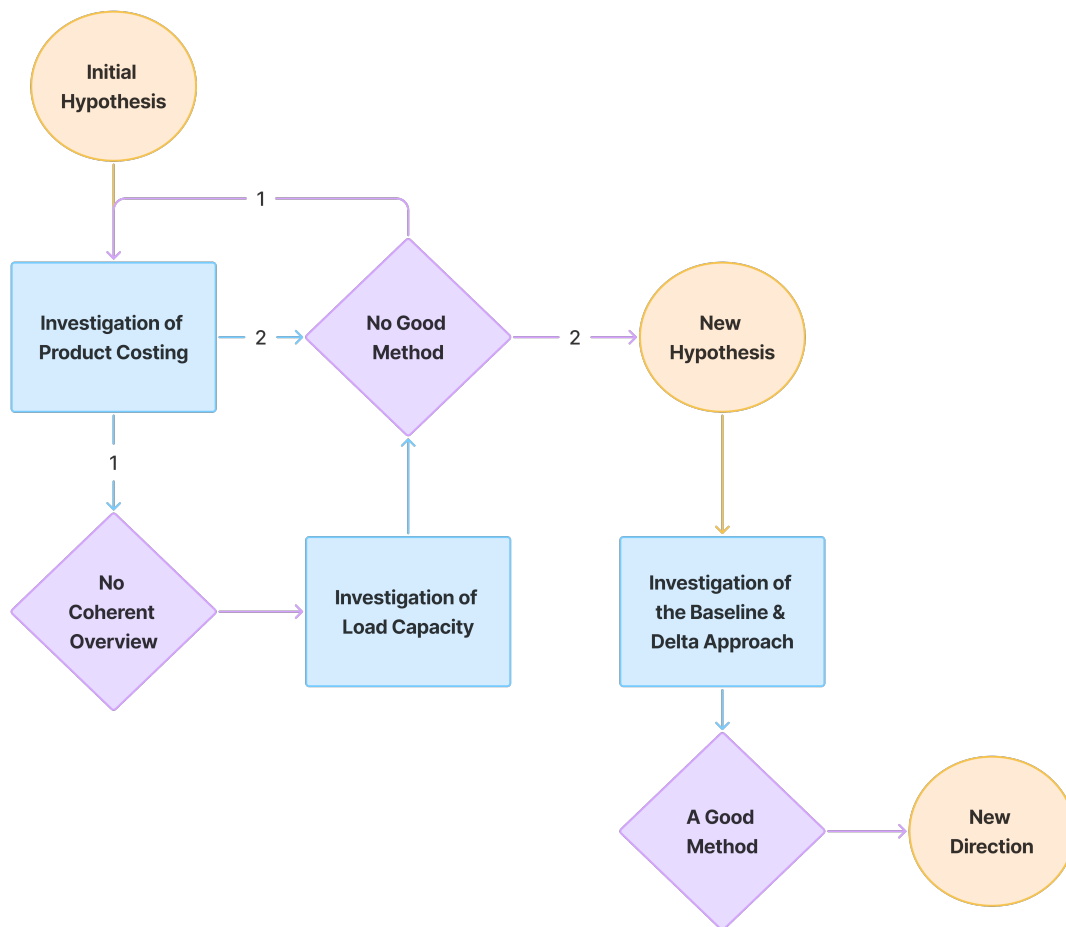 Initial
Hypothesis
1
Investigation of
Product Costing
2
No Good
Method
2
New
Hypothesis
1
No
Coherent
Overview
Investigation of
Load Capacity
Investigation of
the Baseline &
Delta Approach
A Good
Method
New
Direction